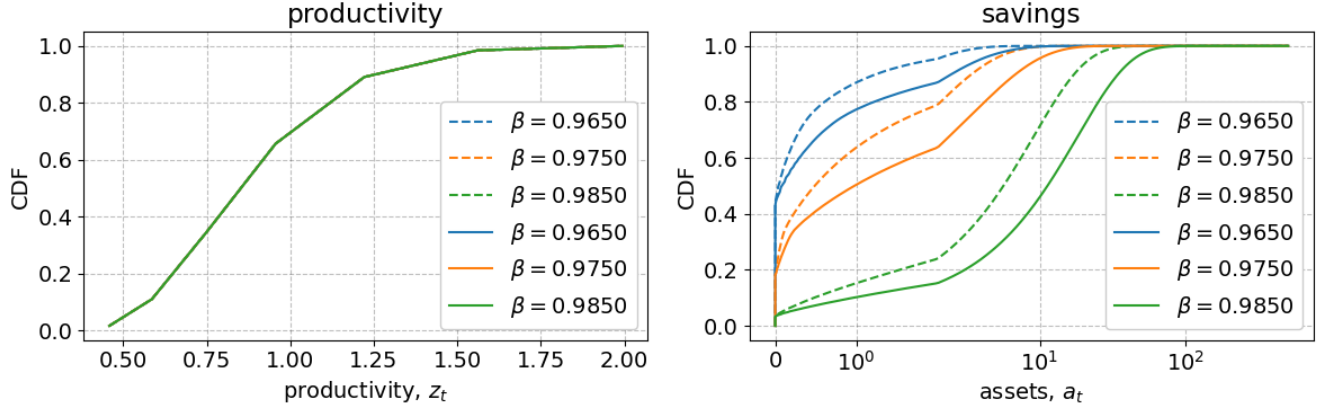 productivity
1.0
0.8
0.6
0.4
0.2
0.0
CDF
0.50 0.75 1.00 1.25 1.50 1.75 2.00
productivity, z_t
β = 0.9650
β = 0.9750
β = 0.9850
β = 0.9650
β = 0.9750
β = 0.9850
savings
1.0
0.8
0.6
0.4
0.2
0.0
CDF
0 10^0 10^1 10^2
assets, a_t
β = 0.9650
β = 0.9750
β = 0.9850
β = 0.9650
β = 0.9750
β = 0.9850